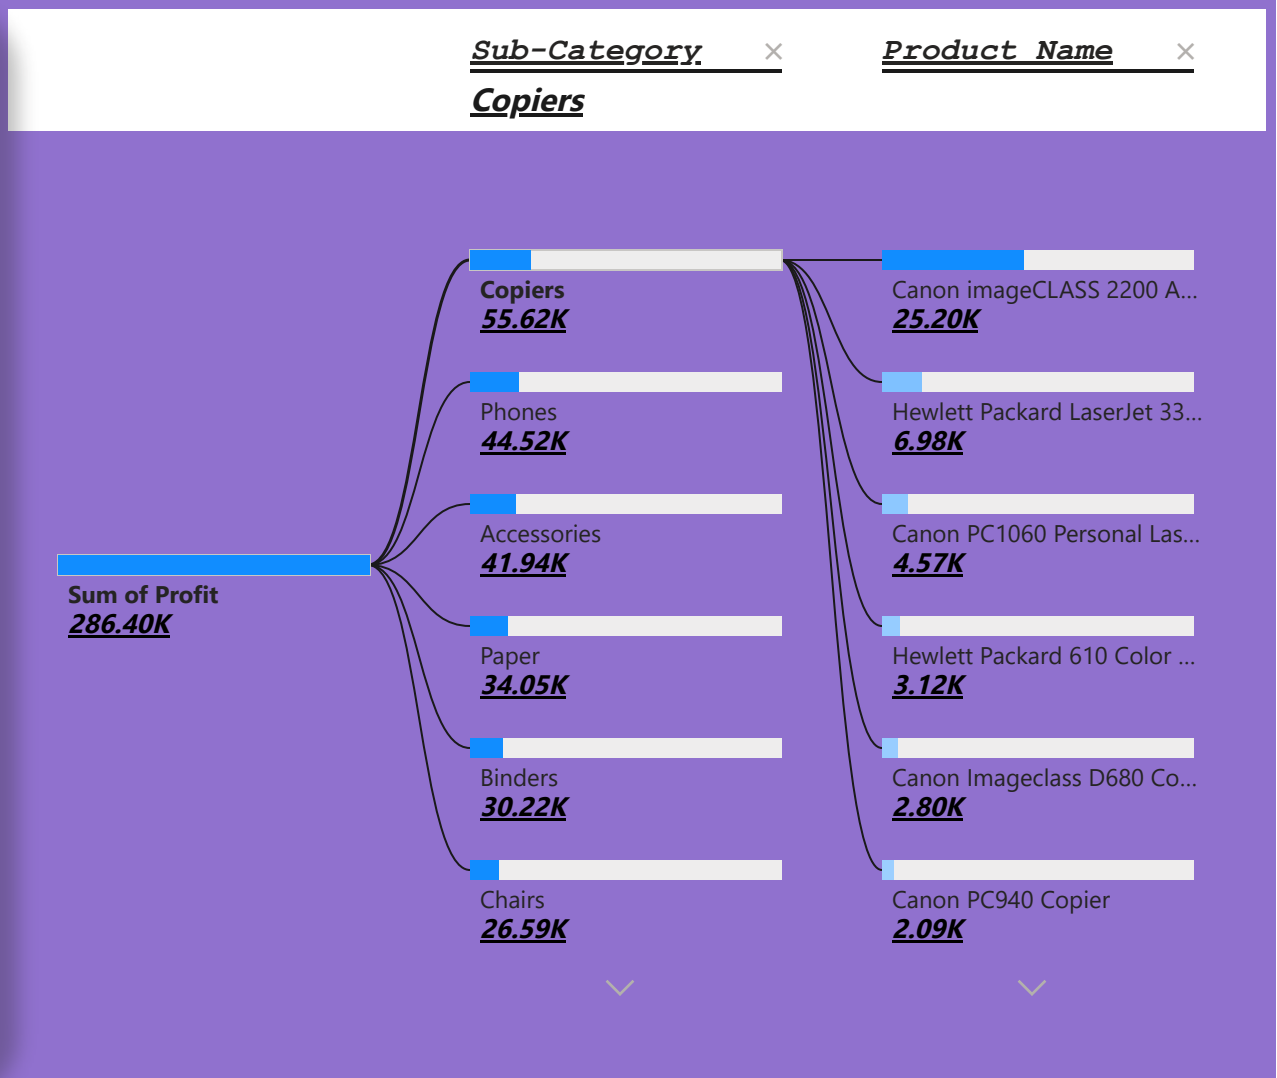 Sub-Category
Product Name
Copiers
Sum of Profit
286.40K
Copiers
55.62K
Phones
44.52K
Accessories
41.94K
Paper
34.05K
Binders
30.22K
Chairs
26.59K
Canon imageCLASS 2200 A...
25.20K
Hewlett Packard LaserJet 33...
6.98K
Canon PC1060 Personal Las...
4.57K
Hewlett Packard 610 Color ...
3.12K
Canon Imageclass D680 Co...
2.80K
Canon PC940 Copier
2.09K